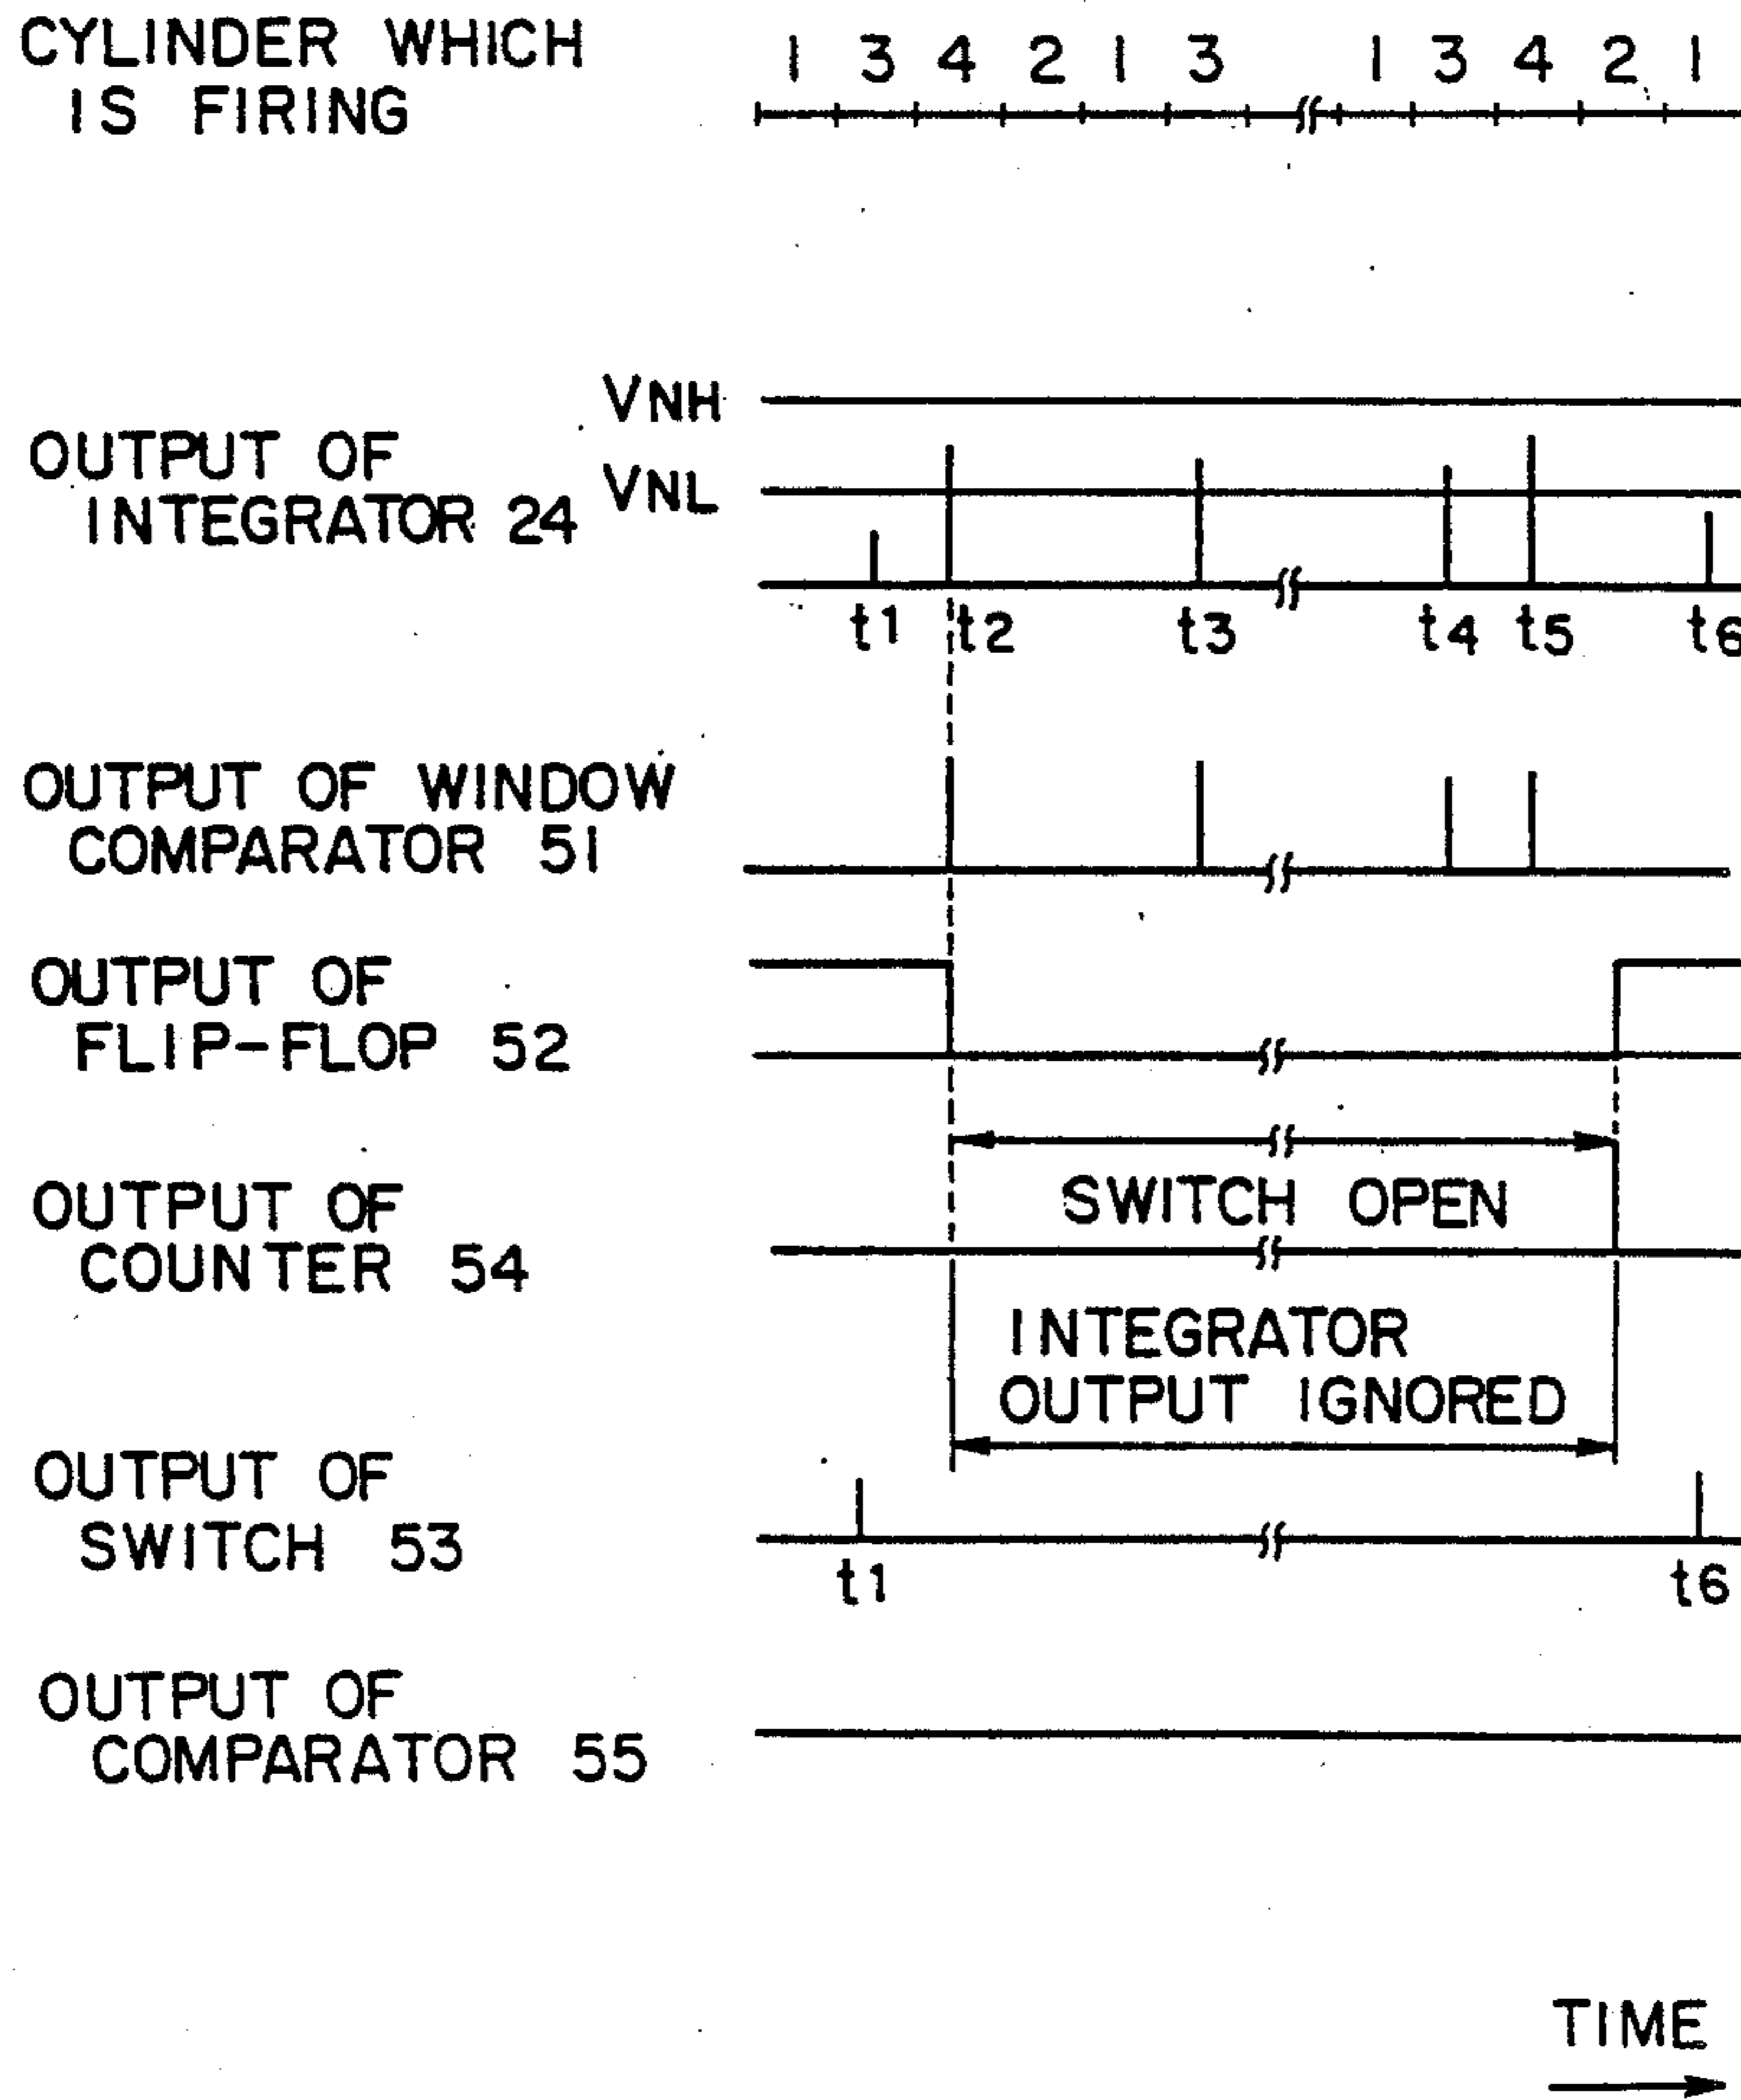 CYLINDER WHICH
IS FIRING
1 3 4 2 1 3 1 3 4 2 1
VNH
OUTPUT OF
INTEGRATOR 24
VNL
t1 t2 t3 t4 t5 t6
OUTPUT OF WINDOW
COMPARATOR 51
OUTPUT OF
FLIP-FLOP 52
SWITCH OPEN
OUTPUT OF
COUNTER 54
INTEGRATOR
OUTPUT IGNORED
OUTPUT OF
SWITCH 53
t1 t6
OUTPUT OF
COMPARATOR 55
TIME